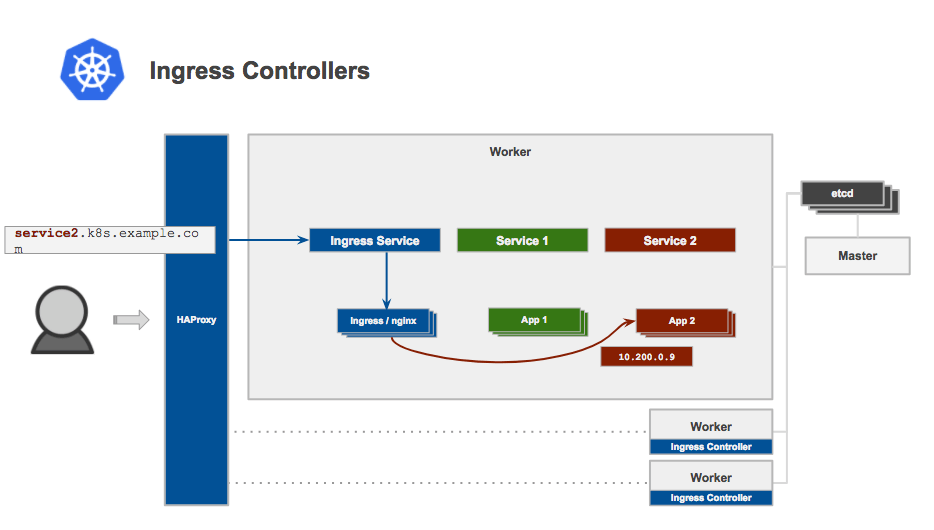 Ingress Controllers
Worker
etcd
service2.k8s.example.co
m
Ingress Service
Service 1
Service 2
Master
HAProxy
Ingress / nginx
App 1
App 2
10.200.0.9
Worker
Ingress Controller
Worker
Ingress Controller